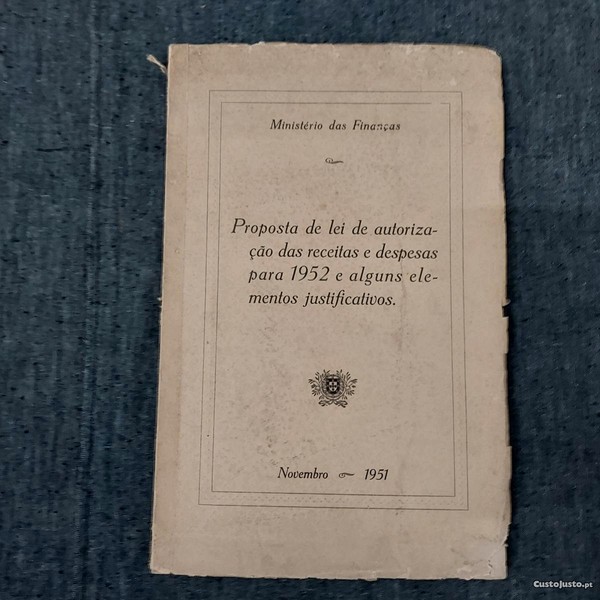 Ministério das Finanças
Proposta de lei de autoriza-
ção das receitas e despesas
para 1952 e alguns ele-
mentos justificativos.
Novembro 1951
CustoJusto.pt